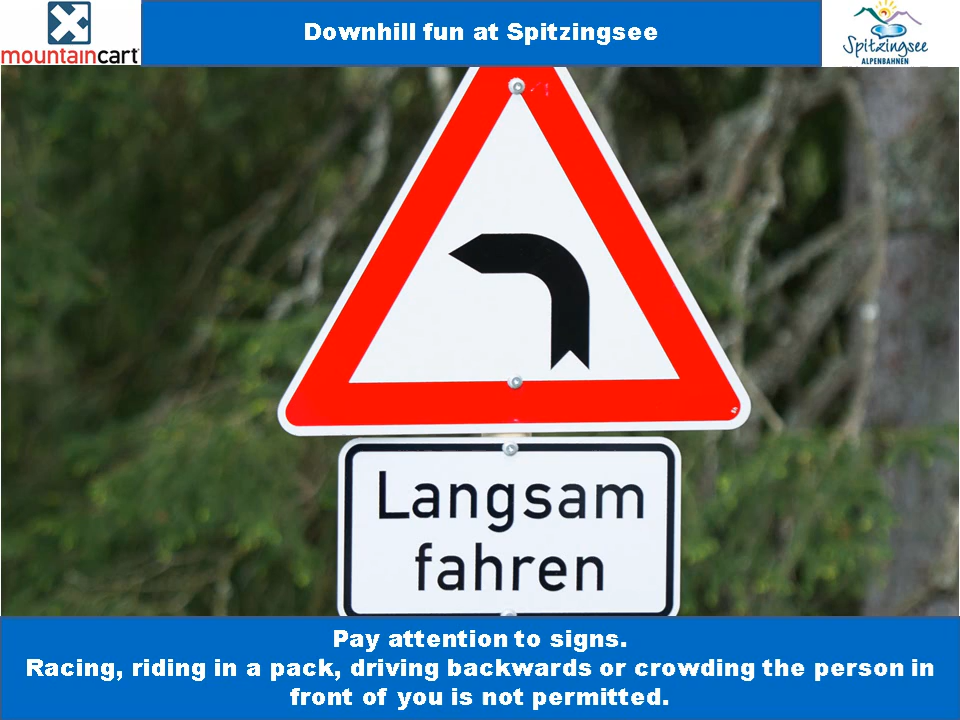 mountaincart
Downhill fun at Spitzingsee
Spitzingsee
ALPENBAHNEN
Langsam
fahren
Pay attention to signs.
Racing, riding in a pack, driving backwards or crowding the person in
front of you is not permitted.